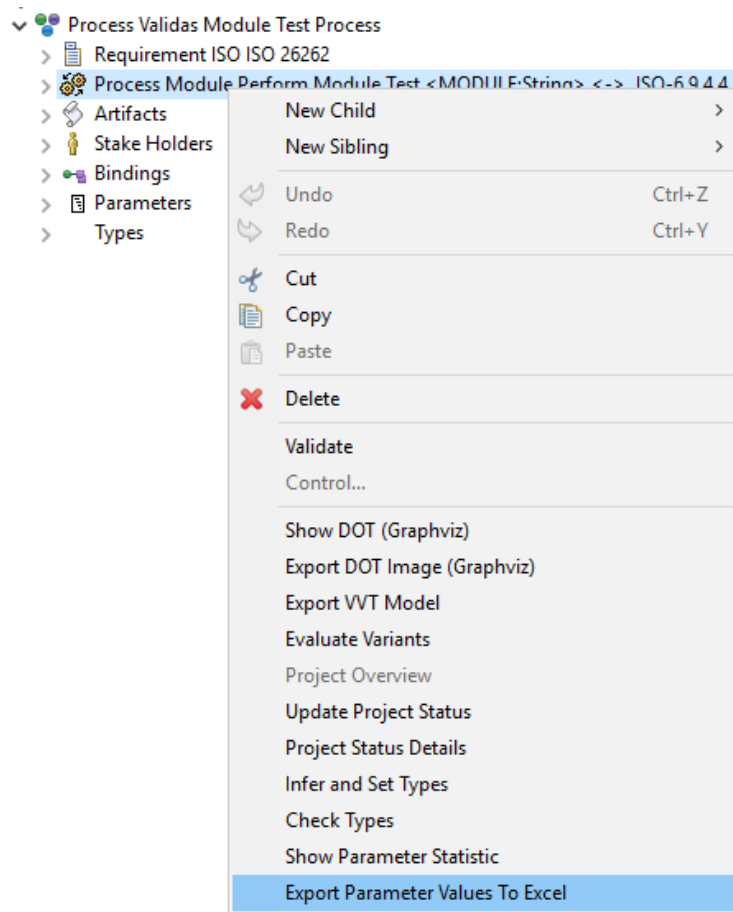 Process Validas Module Test Process
Requirement ISO ISO 26262
Process Module Perform Module Test <MODULE:String> <-> ISO-6.9.4.4
Artifacts
Stake Holders
Bindings
Parameters
Types
New Child
New Sibling
Undo Ctrl+Z
Redo Ctrl+Y
Cut
Copy
Paste
Delete
Validate
Control...
Show DOT (Graphviz)
Export DOT Image (Graphviz)
Export VVT Model
Evaluate Variants
Project Overview
Update Project Status
Project Status Details
Infer and Set Types
Check Types
Show Parameter Statistic
Export Parameter Values To Excel